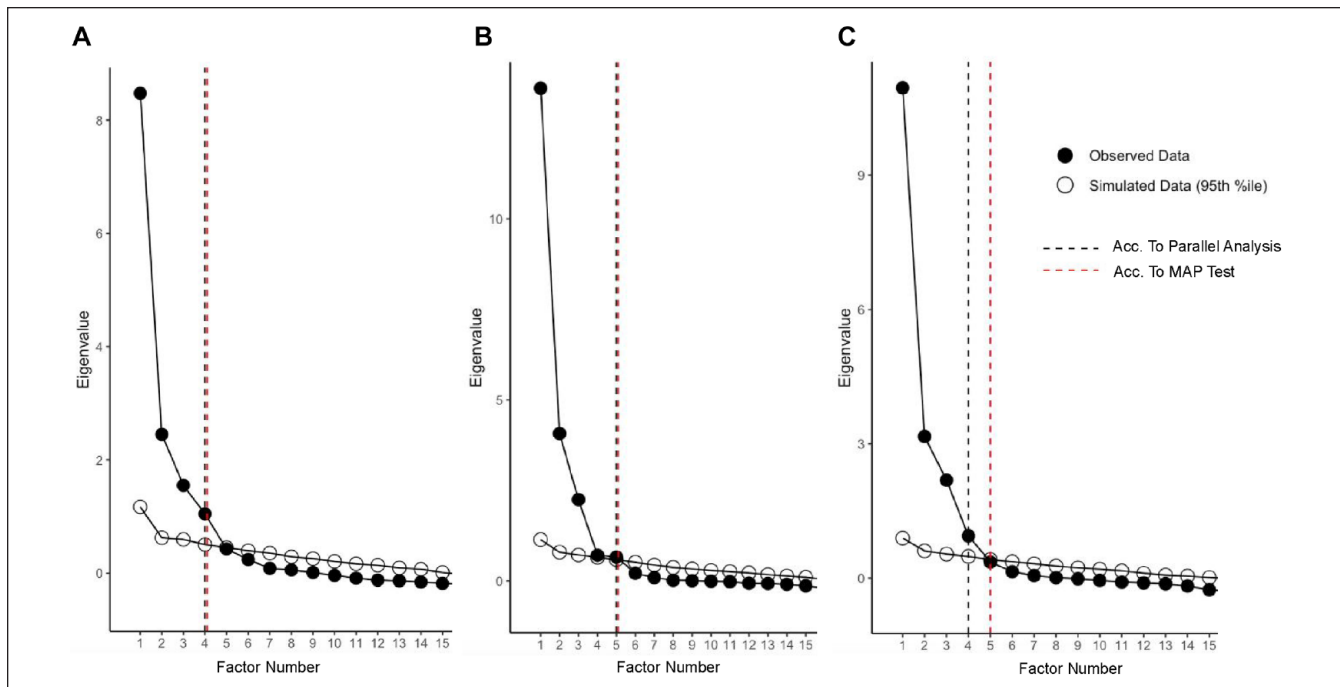 A
B
C
8
6
4
2
0
Eigenvalue
1 2 3 4 5 6 7 8 9 10 11 12 13 14 15
Factor Number
10
5
0
Eigenvalue
1 2 3 4 5 6 7 8 9 10 11 12 13 14 15
Factor Number
9
6
3
0
Eigenvalue
1 2 3 4 5 6 7 8 9 10 11 12 13 14 15
Factor Number
Observed Data
Simulated Data (95th %ile)
Acc. To Parallel Analysis
Acc. To MAP Test